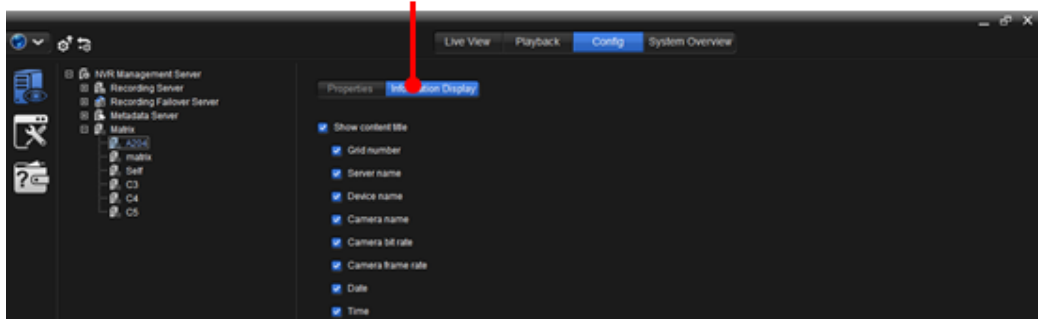 Live View Playback Config System Overview
NVR Management Server
Recording Server
Recording Failover Server
Metadata Server
Matrix
A204
matrix
Self
C3
C4
C5
Properties Information Display
Show content title
Grid number
Server name
Device name
Camera name
Camera bit rate
Camera frame rate
Date
Time